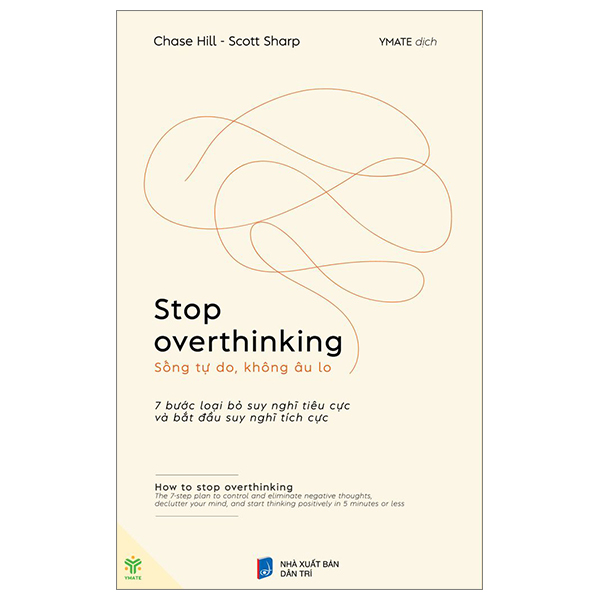 Chase Hill - Scott Sharp
YMATE dịch
Stop
overthinking
Sống tự do, không âu lo
7 bước loại bỏ suy nghĩ tiêu cực
và bắt đầu suy nghĩ tích cực
How to stop overthinking
The 7-step plan to control and eliminate negative thoughts,
declutter your mind, and start thinking positively in 5 minutes or less
YMATE
NHÀ XUẤT BẢN
DÂN TRÍ